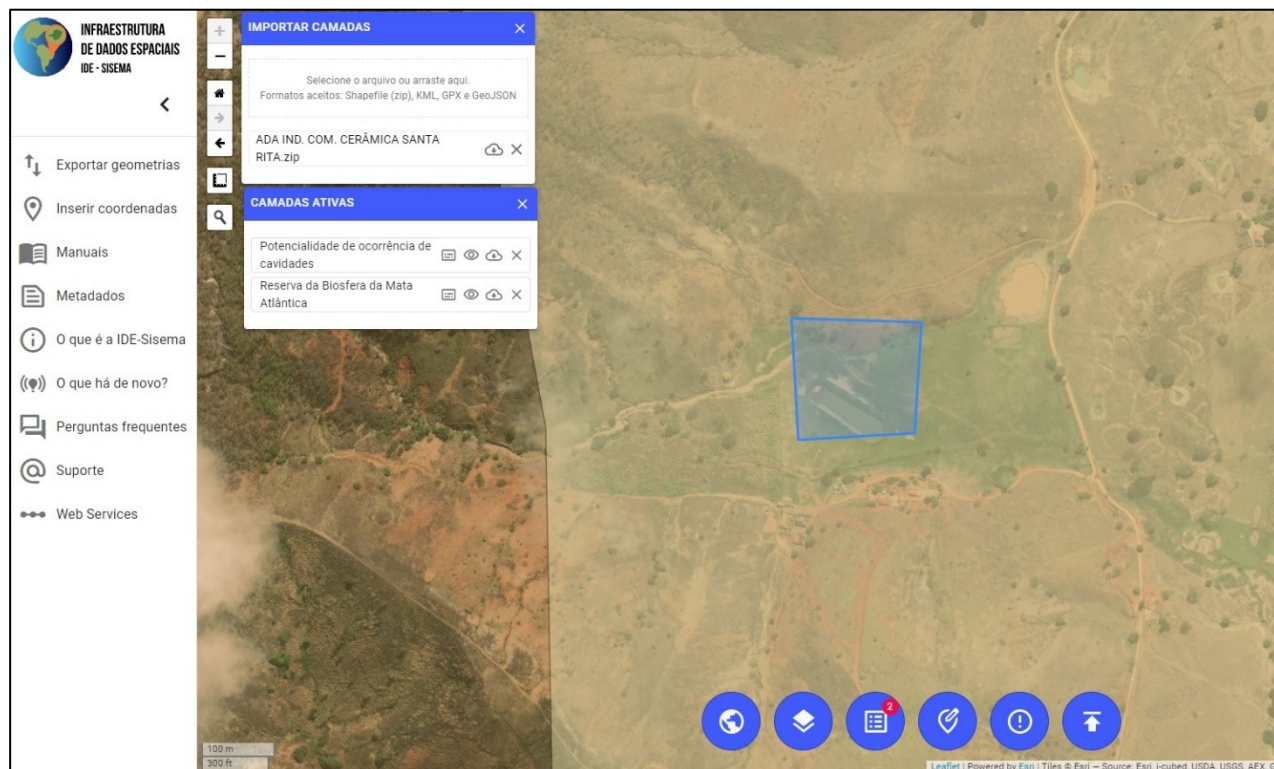 INFRAESTRUTURA
DE DADOS ESPACIAIS
IDE - SISEMA
Exportar geometrias
Inserir coordenadas
Manuais
Metadados
O que é a IDE-Sisema
O que há de novo?
Perguntas frequentes
Suporte
Web Services
IMPORTAR CAMADAS
Selecione o arquivo ou arraste aqui.
Formatos aceitos: Shapefile (zip), KML, GPX e GeoJSON
ADA IND. COM. CERÂMICA SANTA
RITA.zip
CAMADAS ATIVAS
Potencialidade de ocorrência de
cavidades
Reserva da Biosfera da Mata
Atlântica
2
100 m
300 ft
Leaflet | Powered by Esri | Tiles © Esri — Source: Esri, i-cubed, USDA, USGS, AEX, G